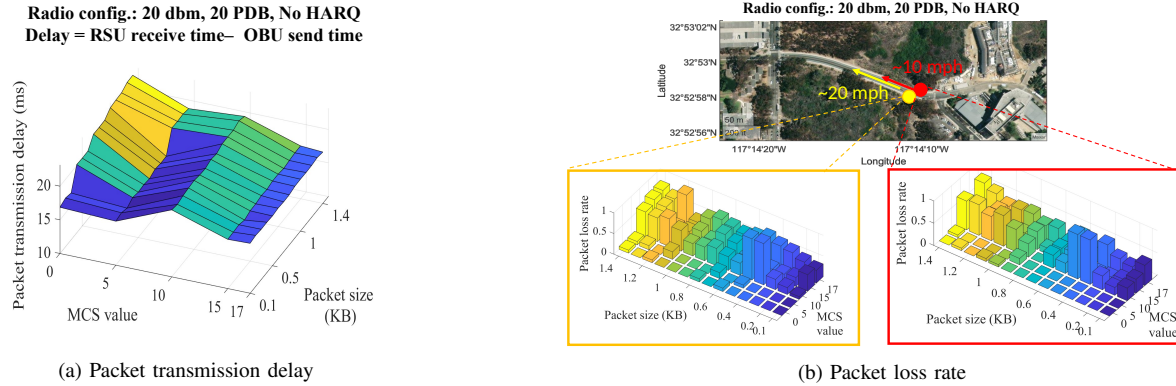 Radio config.: 20 dbm, 20 PDB, No HARQ
Delay = RSU receive time– OBU send time
Packet transmission delay (ms)
20
15
10
0
5
10
15
17
MCS value
0.1
0.5
1
1.4
Packet size
(KB)
(a) Packet transmission delay
Radio config.: 20 dbm, 20 PDB, No HARQ
Latitude
32°53'02"N
32°53'N
32°52'58"N
32°52'56"N
~10 mph
~20 mph
50 m
200 ft
117°14'20"W
117°14'10"W
Longitude
Packet loss rate
1
0.5
0
1.4
1.2
1
0.8
0.6
0.4
0.2
0.1
Packet size (KB)
0
5
10
15
17
MCS
value
Packet loss rate
1
0.5
0
1.4
1.2
1
0.8
0.6
0.4
0.2
0.1
Packet size (KB)
0
5
10
15
17
MCS
value
(b) Packet loss rate